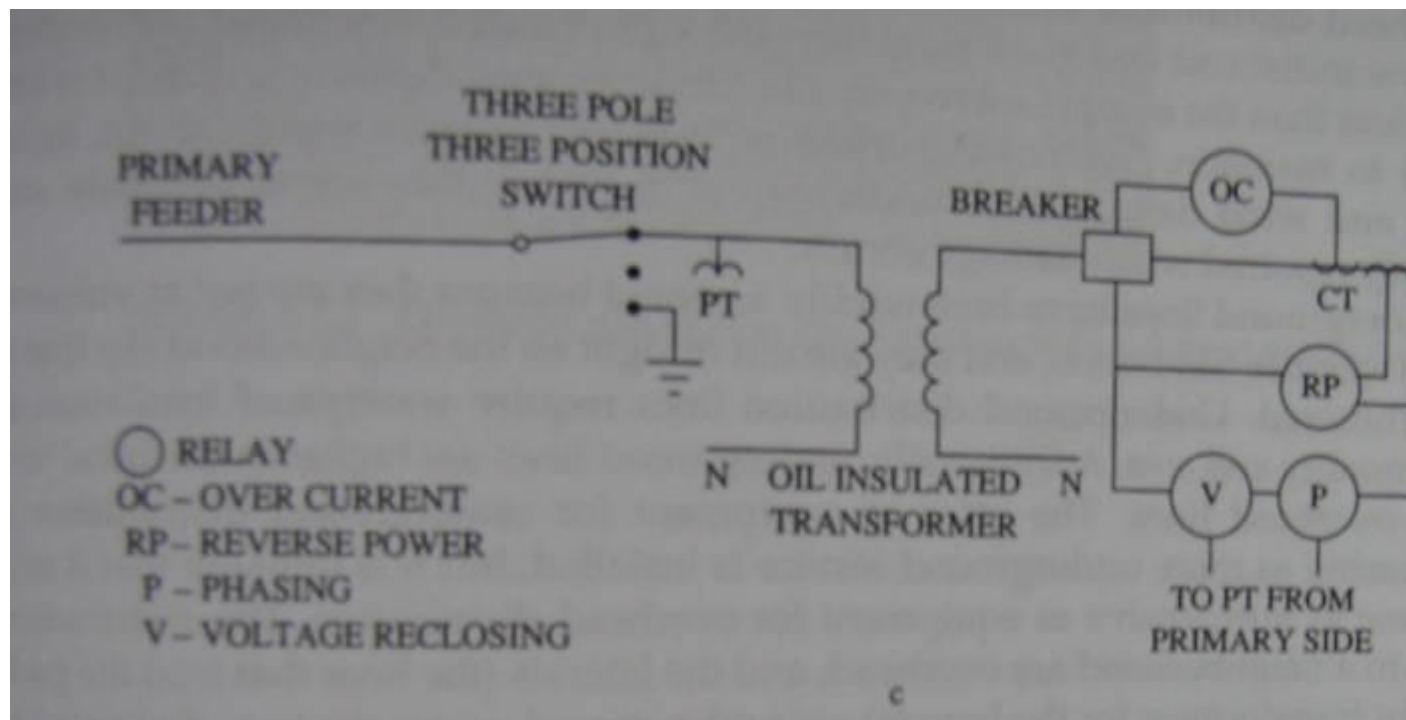 THREE POLE
THREE POSITION
SWITCH
PRIMARY
FEEDER
BREAKER
OC
PT
CT
RP
RELAY
OC – OVER CURRENT
RP – REVERSE POWER
P – PHASING
V – VOLTAGE RECLOSING
N OIL INSULATED N
TRANSFORMER
V P
TO PT FROM
PRIMARY SIDE
c